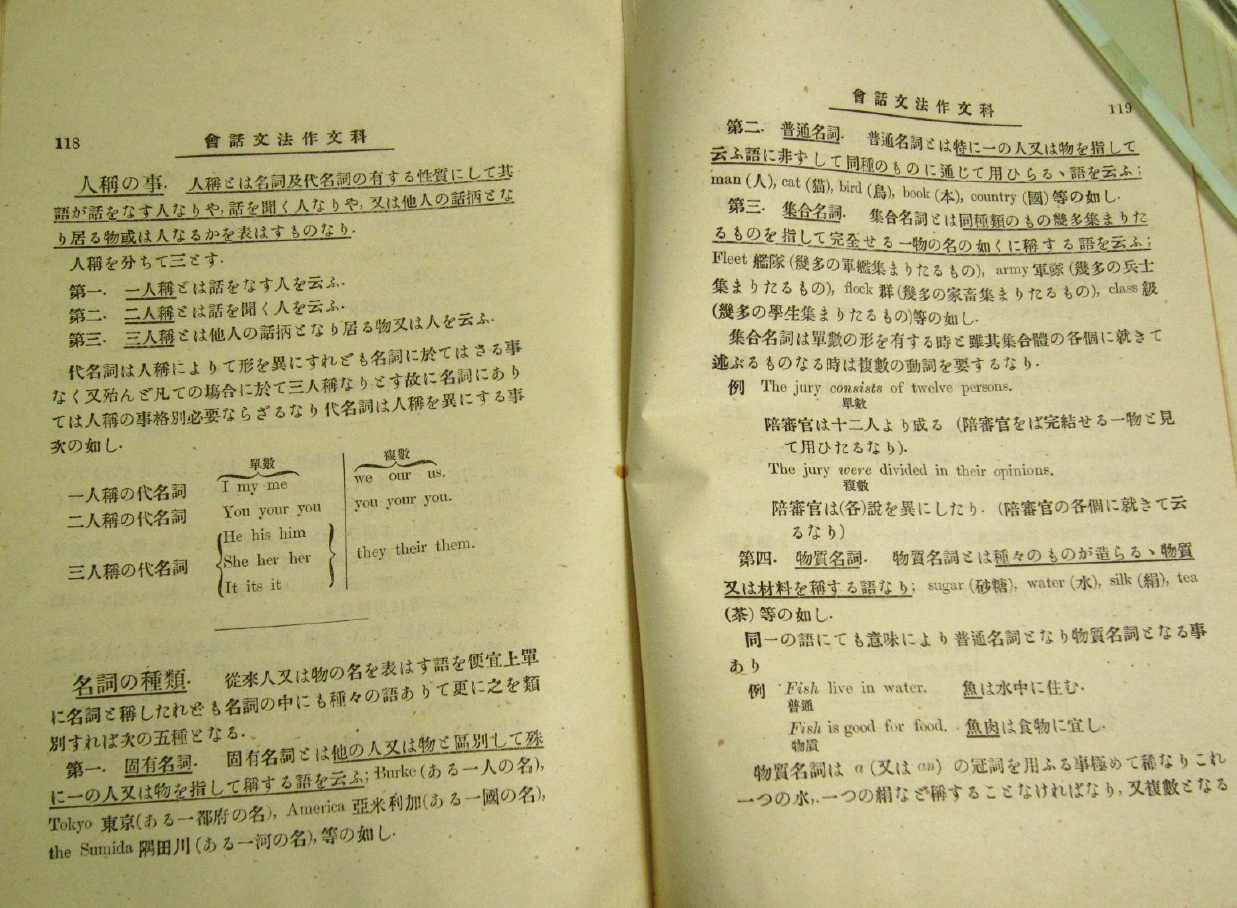 118
會話文法作文科
人稱の事. 人稱とは名詞及代名詞の有する性質にして其
語が話をなす人なりや, 話を聞く人なりや, 又は他人の話柄とな
り居る物或は人なるかを表はすものなり.
人稱を分ちて三とす.
第一. 一人稱とは話をなす人を云ふ.
第二. 二人稱とは話を聞く人を云ふ.
第三. 三人稱とは他人の話柄となり居る物又は人を云ふ.
代名詞は人稱によりて形を異にすれども名詞に於てはさる事
なく又殆んど凡ての塲合に於て三人稱なりとす故に名詞にあり
ては人稱の事格別必要ならざるなり代名詞は人稱を異にする事
次の如し.
單數 複數
一人稱の代名詞 I my me we our us.
二人稱の代名詞 You your you you your you.
He his him
三人稱の代名詞 She her her they their them.
It its it
名詞の種類. 從來人又は物の名を表はす語を便宜上單
に名詞と稱したれども名詞の中にも種々の語ありて更に之を類
別すれば次の五種となる.
第一. 固有名詞. 固有名詞とは他の人又は物と區別して殊
に一の人又は物を指して稱する語を云ふ; Burke (ある一人の名),
Tokyo 東京(ある一都府の名), America 亞米利加(ある一國の名),
the Sumida 隅田川 (ある一河の名), 等の如し.
會話文法作文科
119
第二. 普通名詞. 普通名詞とは特に一の人又は物を指して
云ふ語に非ずして同種のものに通じて用ひらるゝ語を云ふ;
man (人), cat (猫), bird (鳥), book (本), country (國) 等の如し.
第三. 集合名詞. 集合名詞とは同種類のもの幾多集まりた
るものを指して完全せる一物の名の如くに稱する語を云ふ;
Fleet 艦隊 (幾多の軍艦集まりたるもの), army 軍隊 (幾多の兵士
集まりたるもの), flock 群 (幾多の家畜集まりたるもの), class 級
(幾多の學生集まりたるもの)等の如し.
集合名詞は單數の形を有する時と雖其集合體の各個に就きて
述ぶるものなる時は複數の動詞を要するなり.
例 The jury consists of twelve persons.
單數
陪審官は十二人より成る (陪審官をば完結せる一物と見
て用ひたるなり).
The jury were divided in their opinions.
複數
陪審官は(各)說を異にしたり. (陪審官の各個に就きて云
るなり)
第四. 物質名詞. 物質名詞とは種々のものが造らるゝ物質
又は材料を稱する語なり; sugar (砂糖), water (水), silk (絹), tea
(茶) 等の如し.
同一の語にても意味により普通名詞となり物質名詞となる事
あり
例 Fish live in water. 魚は水中に住む.
普通
Fish is good for food. 魚肉は食物に宜し.
物質
物質名詞は a (又は an) の冠詞を用ふる事極めて稀なりこれ
一つの水, 一つの絹など稱することなければなり, 又複數となる